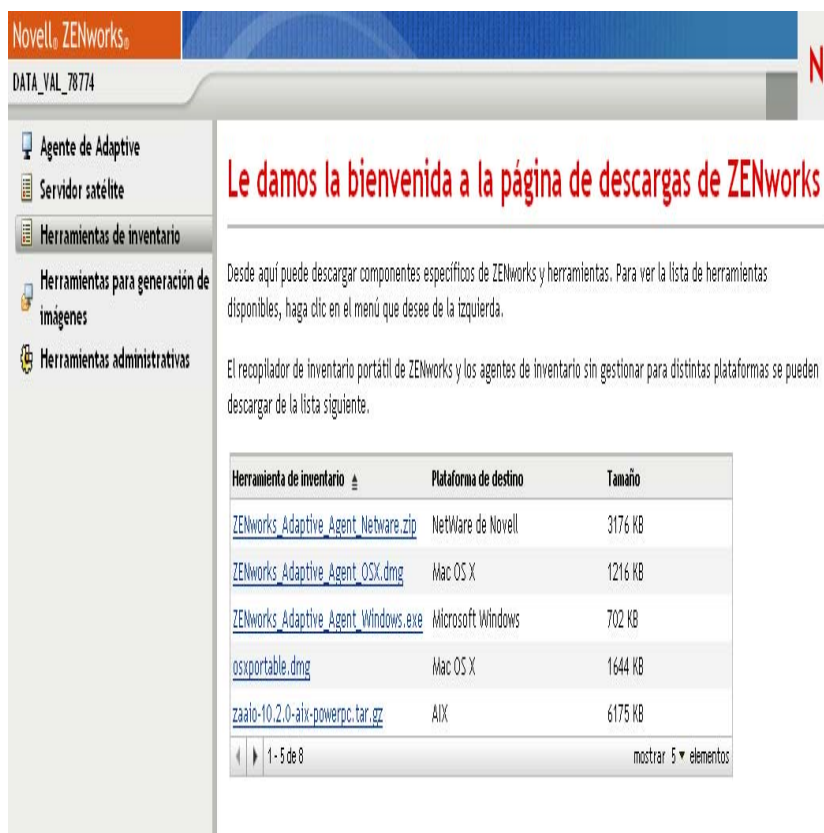 Novell® ZENworks®
DATA_VAL_78774
N
Agente de Adaptive
Servidor satélite
Herramientas de inventario
Herramientas para generación de
imágenes
Herramientas administrativas
Le damos la bienvenida a la página de descargas de ZENworks
Desde aquí puede descargar componentes específicos de ZENworks y herramientas. Para ver la lista de herramientas
disponibles, haga clic en el menú que desee de la izquierda.
El recopilador de inventario portátil de ZENworks y los agentes de inventario sin gestionar para distintas plataformas se pueden
descargar de la lista siguiente.
Herramienta de inventario Plataforma de destino Tamaño
ZENworks_Adaptive_Agent_Netware.zip NetWare de Novell 3176 KB
ZENworks_Adaptive_Agent_OSX.dmg Mac OS X 1216 KB
ZENworks_Adaptive_Agent_Windows.exe Microsoft Windows 702 KB
osxportable.dmg Mac OS X 1644 KB
zaaio-10.2.0-aix-powerpc.tar.gz AIX 6175 KB
1 - 5 de 8 mostrar 5 elementos